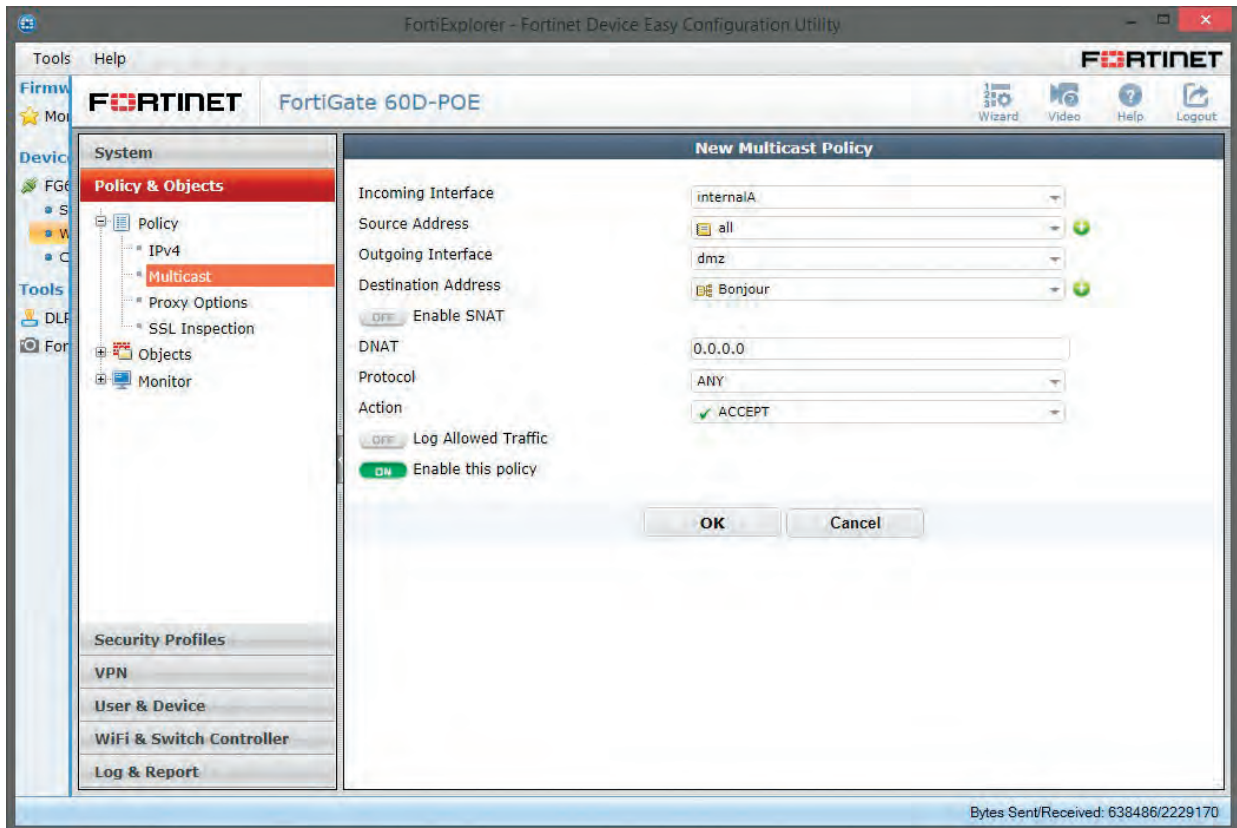 FortiExplorer - Fortinet Device Easy Configuration Utility
Tools Help
FORTINET
Firmw
Mor
FORTINET FortiGate 60D-POE
Wizard Video Help Logout
Device
FG6
S
W
C
Tools
DLF
For
System
Policy & Objects
Policy
IPv4
Multicast
Proxy Options
SSL Inspection
Objects
Monitor
Security Profiles
VPN
User & Device
WiFi & Switch Controller
Log & Report
New Multicast Policy
Incoming Interface internalA
Source Address all
Outgoing Interface dmz
Destination Address Bonjour
OFF Enable SNAT
DNAT 0.0.0.0
Protocol ANY
Action ACCEPT
OFF Log Allowed Traffic
ON Enable this policy
OK Cancel
Bytes Sent/Received: 638486/2229170